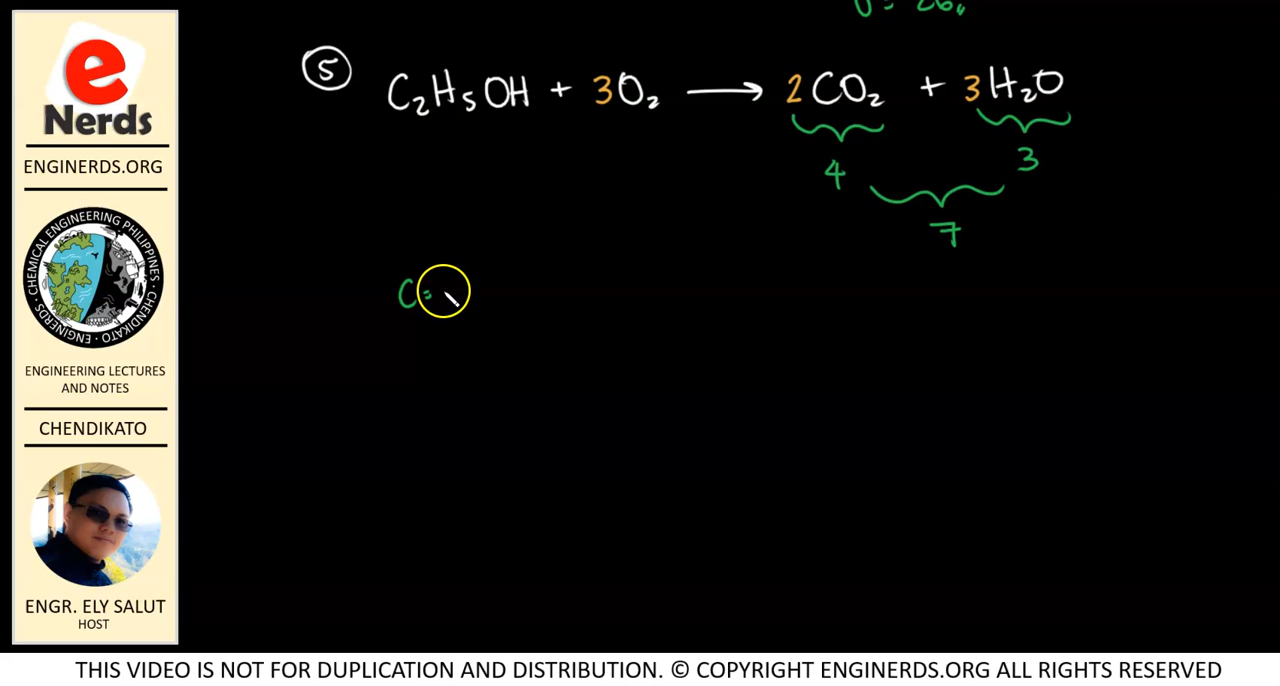 0 = 26
5 C₂H₅OH + 3O₂ → 2CO₂ + 3H₂O
4 3
7
C =
e
Nerds
ENGINERDS.ORG
CHEMICAL ENGINEERING PHILIPPINES • CHENDIKATO • ENGINERDS •
ENGINEERING LECTURES
AND NOTES
CHENDIKATO
ENGR. ELY SALUT
HOST
THIS VIDEO IS NOT FOR DUPLICATION AND DISTRIBUTION. © COPYRIGHT ENGINERDS.ORG ALL RIGHTS RESERVED